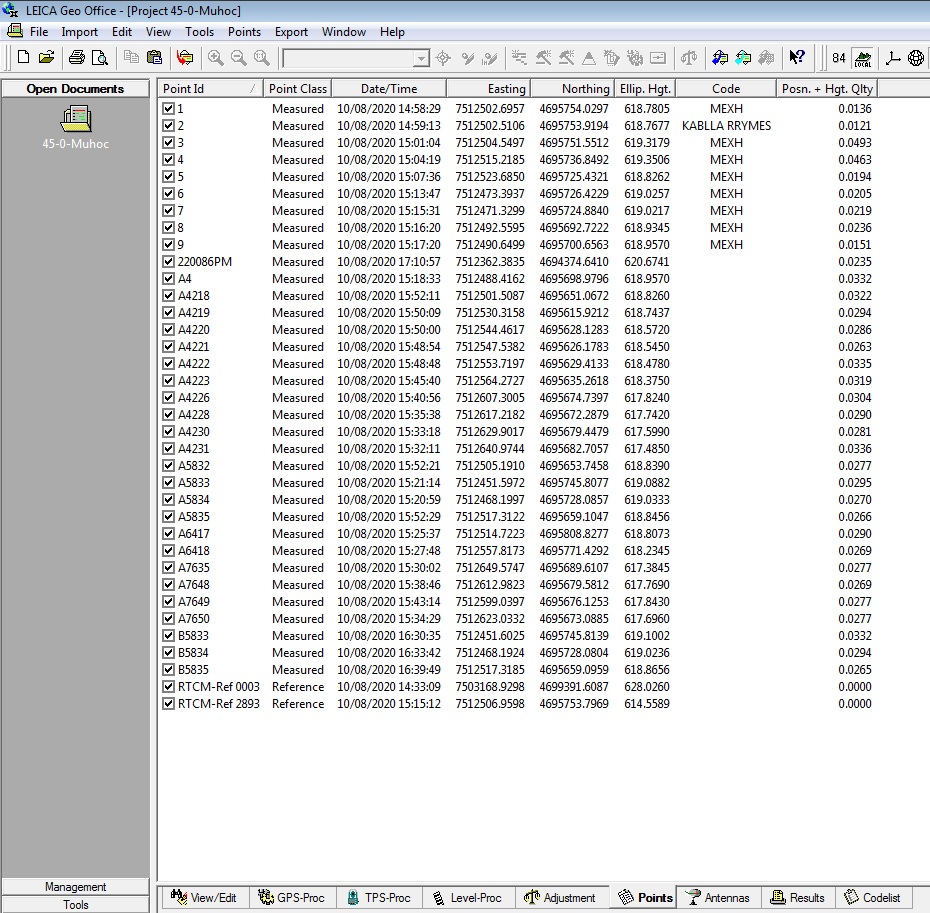 LEICA Geo Office - [Project 45-0-Muhoc]
File Import Edit View Tools Points Export Window Help
84 LOCAL
Open Documents
45-0-Muhoc
Management
Tools
Point Id / Point Class Date/Time Easting Northing Ellip. Hgt. Code Posn. + Hgt. Qlty
1 Measured 10/08/2020 14:58:29 7512502.6957 4695754.0297 618.7805 MEXH 0.0136
2 Measured 10/08/2020 14:59:13 7512502.5106 4695753.9194 618.7677 KABLLA RRYMES 0.0121
3 Measured 10/08/2020 15:01:04 7512504.5497 4695751.5512 619.3179 MEXH 0.0493
4 Measured 10/08/2020 15:04:19 7512515.2185 4695736.8492 619.3506 MEXH 0.0463
5 Measured 10/08/2020 15:07:36 7512523.6850 4695725.4321 618.8262 MEXH 0.0194
6 Measured 10/08/2020 15:13:47 7512473.3937 4695726.4229 619.0257 MEXH 0.0205
7 Measured 10/08/2020 15:15:31 7512471.3299 4695724.8840 619.0217 MEXH 0.0219
8 Measured 10/08/2020 15:16:20 7512492.5595 4695692.7222 618.9345 MEXH 0.0236
9 Measured 10/08/2020 15:17:20 7512490.6499 4695700.6563 618.9570 MEXH 0.0151
220086PM Measured 10/08/2020 17:10:57 7512362.3835 4694374.6410 620.6741 0.0235
A4 Measured 10/08/2020 15:18:33 7512488.4162 4695698.9796 618.9570 0.0332
A4218 Measured 10/08/2020 15:52:11 7512501.5087 4695651.0672 618.8260 0.0322
A4219 Measured 10/08/2020 15:50:09 7512530.3158 4695615.9212 618.7437 0.0294
A4220 Measured 10/08/2020 15:50:00 7512544.4617 4695628.1283 618.5720 0.0286
A4221 Measured 10/08/2020 15:48:54 7512547.5382 4695626.1783 618.5450 0.0263
A4222 Measured 10/08/2020 15:48:48 7512553.7197 4695629.4133 618.4780 0.0335
A4223 Measured 10/08/2020 15:45:40 7512564.2727 4695635.2618 618.3750 0.0319
A4226 Measured 10/08/2020 15:40:56 7512607.3005 4695674.7397 617.8240 0.0304
A4228 Measured 10/08/2020 15:35:38 7512617.2182 4695672.2879 617.7420 0.0290
A4230 Measured 10/08/2020 15:33:18 7512629.9017 4695679.4479 617.5990 0.0281
A4231 Measured 10/08/2020 15:32:11 7512640.9744 4695682.7057 617.4850 0.0336
A5832 Measured 10/08/2020 15:52:21 7512505.1910 4695653.7458 618.8390 0.0277
A5833 Measured 10/08/2020 15:21:14 7512451.5972 4695745.8077 619.0882 0.0295
A5834 Measured 10/08/2020 15:20:59 7512468.1997 4695728.0857 619.0333 0.0270
A5835 Measured 10/08/2020 15:52:29 7512517.3122 4695659.1047 618.8456 0.0266
A6417 Measured 10/08/2020 15:25:37 7512514.7223 4695808.8277 618.8073 0.0290
A6418 Measured 10/08/2020 15:27:48 7512557.8173 4695771.4292 618.2345 0.0269
A7635 Measured 10/08/2020 15:30:02 7512649.5747 4695689.6107 617.3845 0.0277
A7648 Measured 10/08/2020 15:38:46 7512612.9823 4695679.5812 617.7690 0.0269
A7649 Measured 10/08/2020 15:43:14 7512599.0397 4695676.1253 617.8430 0.0277
A7650 Measured 10/08/2020 15:34:29 7512623.0332 4695673.0885 617.6960 0.0277
B5833 Measured 10/08/2020 16:30:35 7512451.6025 4695745.8139 619.1002 0.0332
B5834 Measured 10/08/2020 16:33:42 7512468.1924 4695728.0804 619.0236 0.0294
B5835 Measured 10/08/2020 16:39:49 7512517.3185 4695659.0959 618.8656 0.0265
RTCM-Ref 0003 Reference 10/08/2020 14:33:09 7503168.9298 4699391.6087 628.0260 0.0000
RTCM-Ref 2893 Reference 10/08/2020 15:15:12 7512506.9598 4695753.7969 614.5589 0.0000
View/Edit GPS-Proc TPS-Proc Level-Proc Adjustment Points Antennas Results Codelist